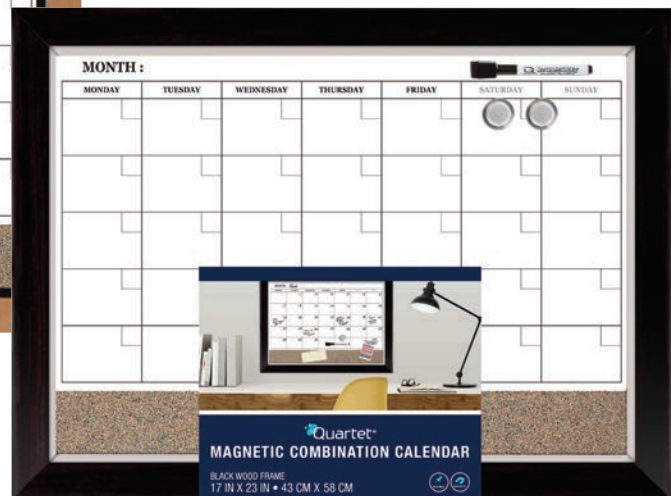 MONTH :
MONDAY TUESDAY WEDNESDAY THURSDAY FRIDAY SATURDAY SUNDAY
Quartet
MAGNETIC COMBINATION CALENDAR
BLACK WOOD FRAME
17 IN X 23 IN • 43 CM X 58 CM